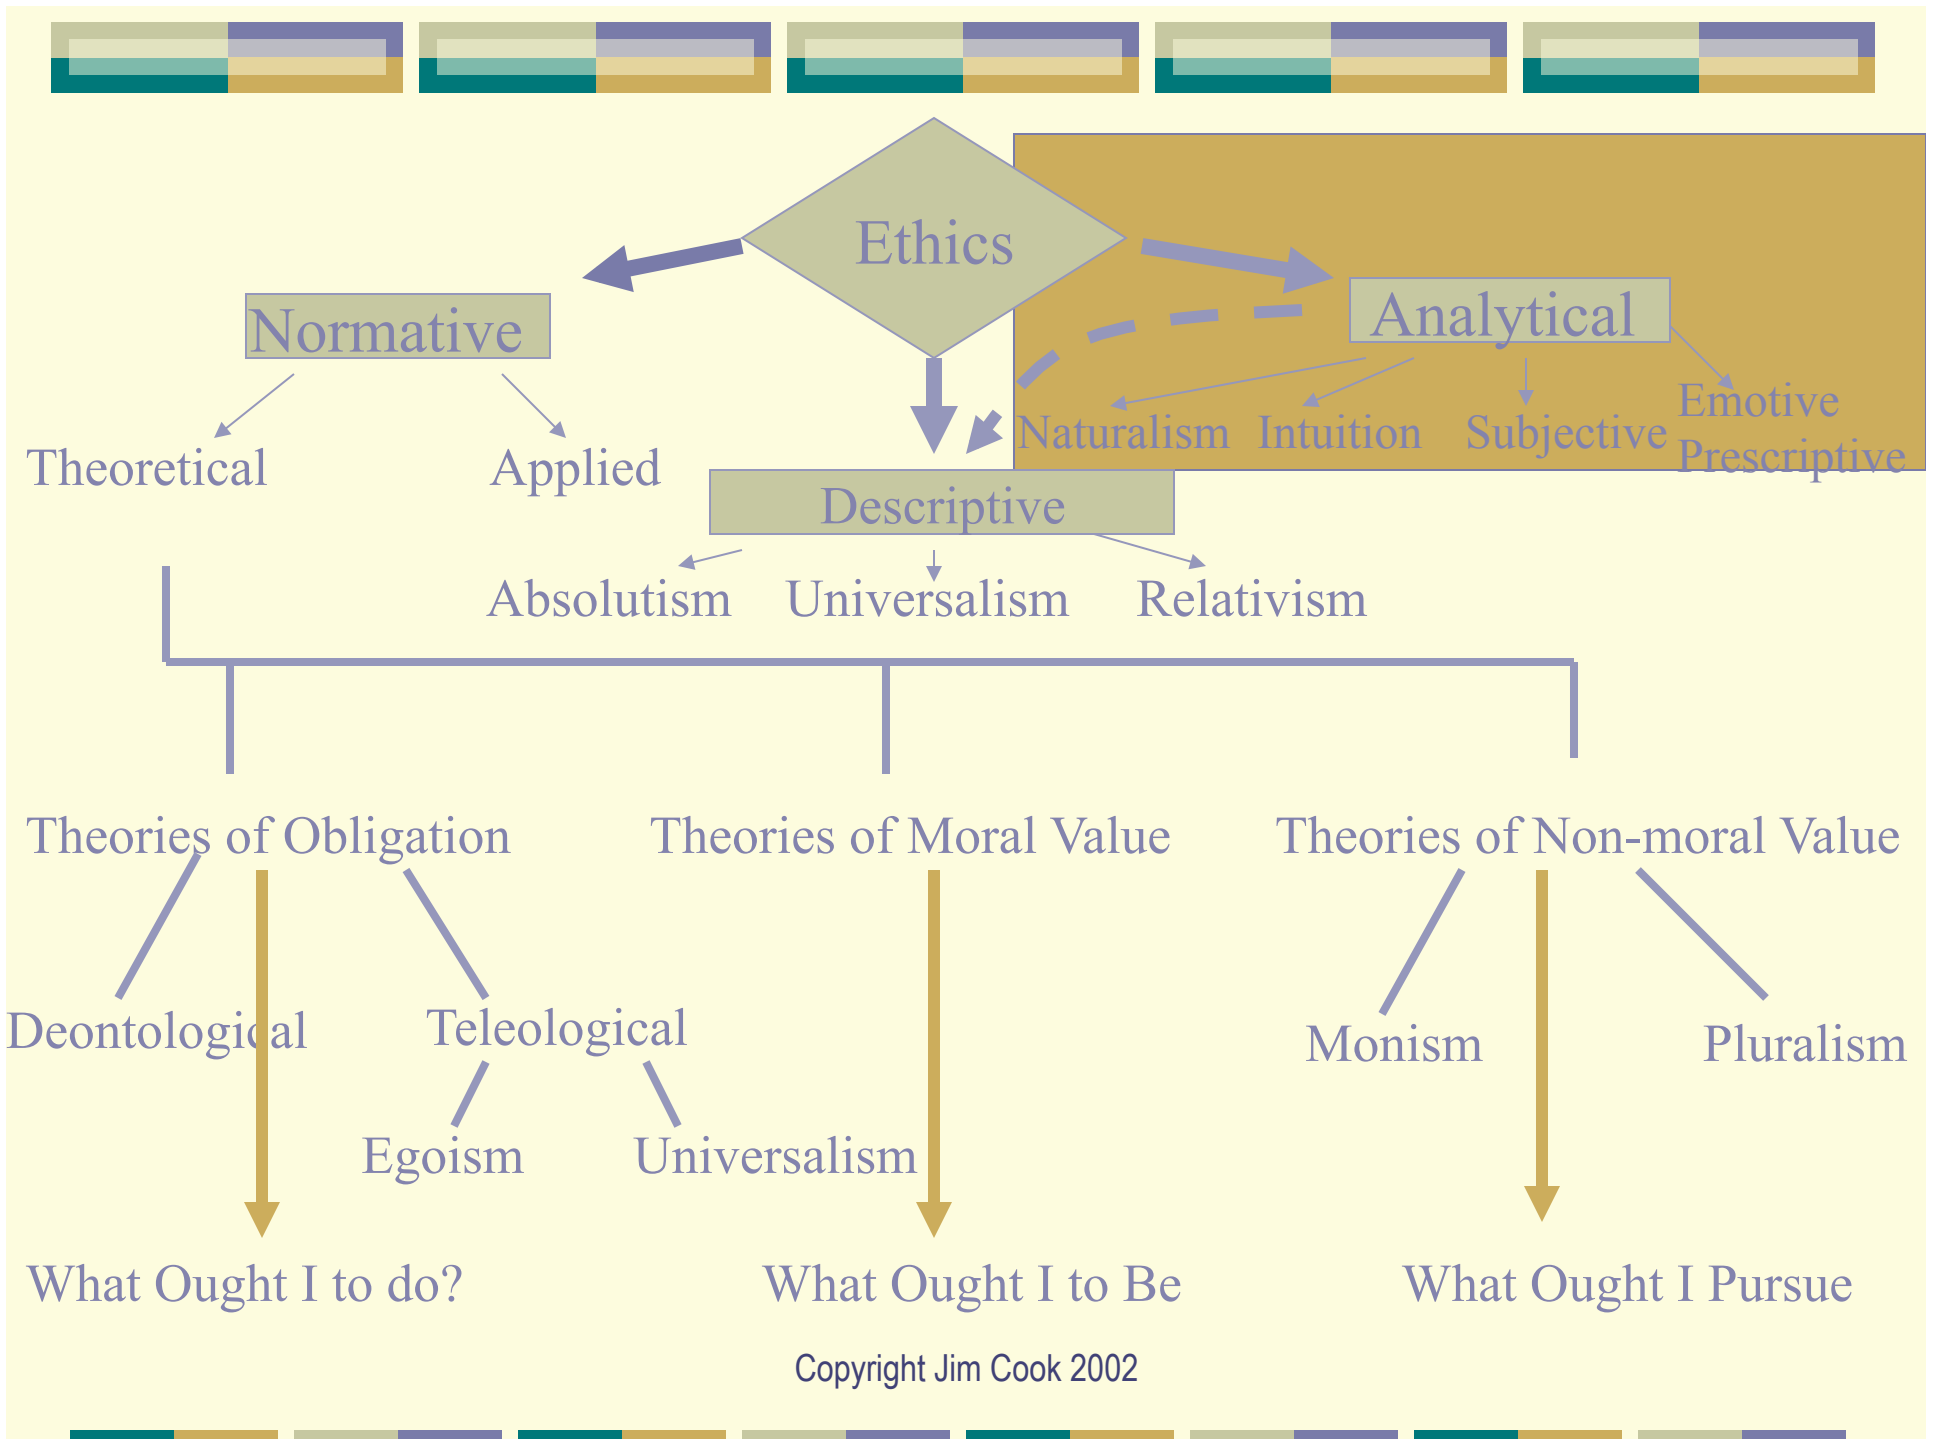 Ethics
Normative
Analytical
Theoretical
Applied
Naturalism
Intuition
Subjective
Emotive
Prescriptive
Descriptive
Absolutism
Universalism
Relativism
Theories of Obligation
Theories of Moral Value
Theories of Non-moral Value
Deontological
Teleological
Monism
Pluralism
Egoism
Universalism
What Ought I to do?
What Ought I to Be
What Ought I Pursue
Copyright Jim Cook 2002